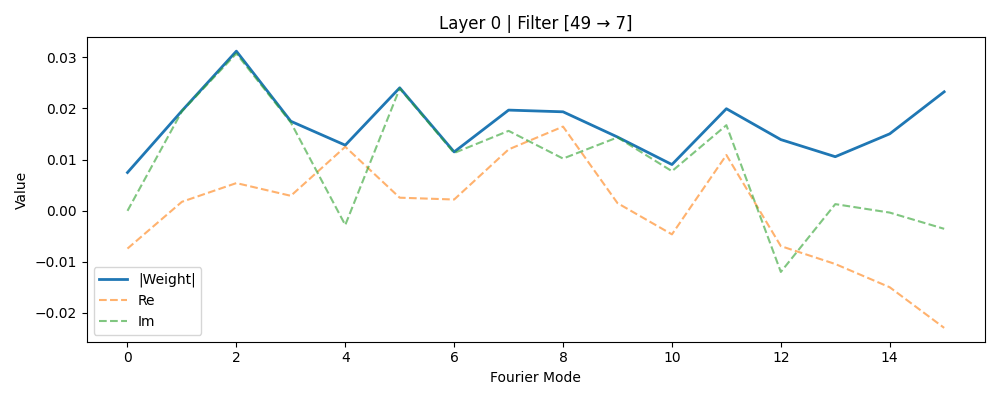 Layer 0 | Filter [49 → 7]
Value
0.03
0.02
0.01
0.00
−0.01
−0.02
|Weight|
Re
Im
0 2 4 6 8 10 12 14
Fourier Mode